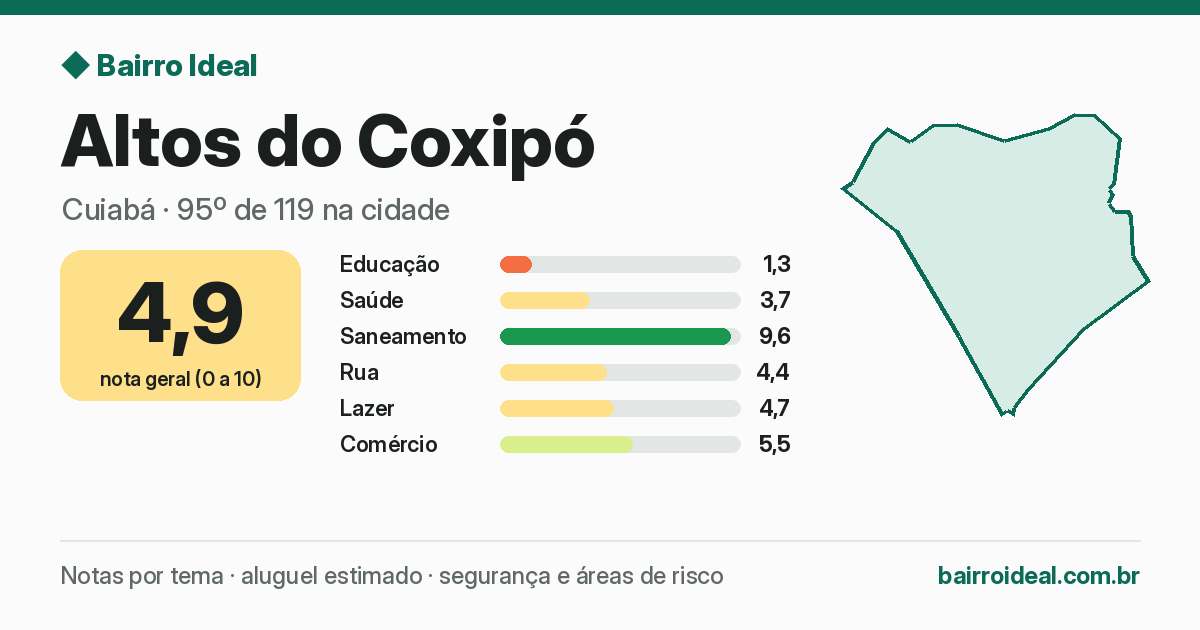 Bairro Ideal
Altos do Coxipó
Cuiabá · 95º de 119 na cidade
4,9
nota geral (0 a 10)
Educação 1,3
Saúde 3,7
Saneamento 9,6
Rua 4,4
Lazer 4,7
Comércio 5,5
Notas por tema · aluguel estimado · segurança e áreas de risco
bairroideal.com.br